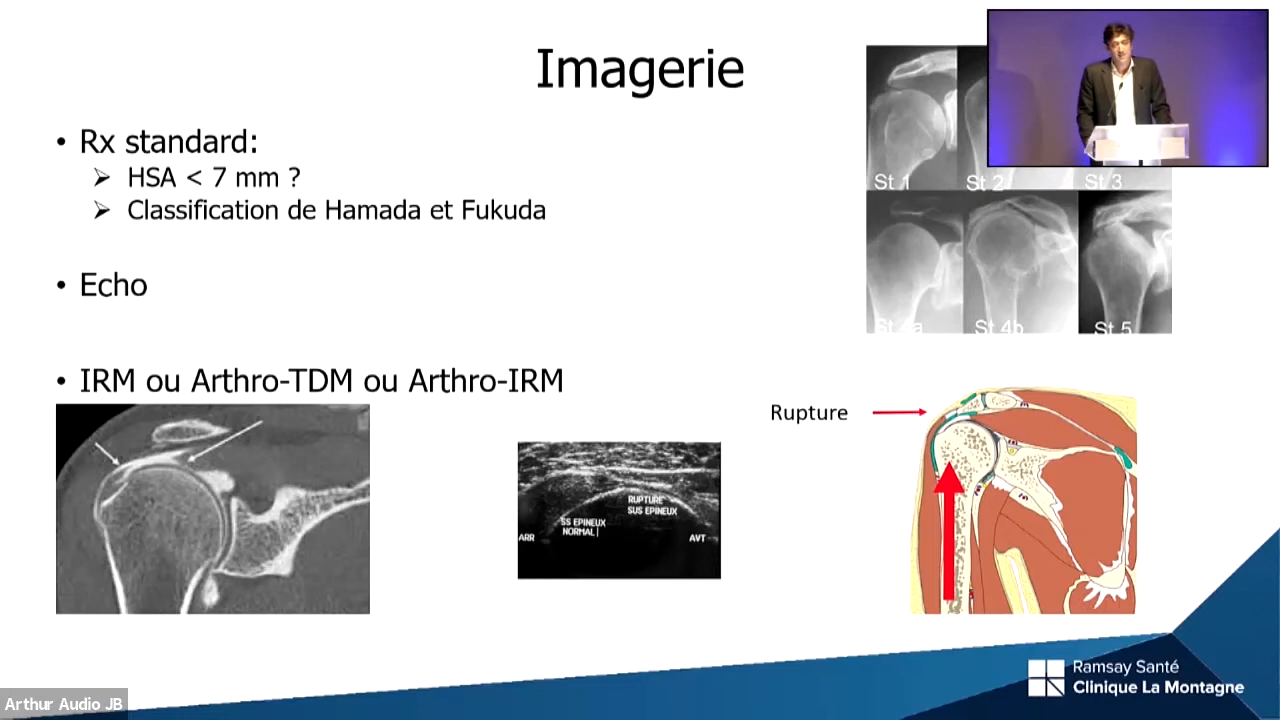 Imagerie
• Rx standard:
➢ HSA < 7 mm ?
➢ Classification de Hamada et Fukuda
• Echo
• IRM ou Arthro-TDM ou Arthro-IRM
St 1
St 2
St 3
St 4a
St 4b
St 5
Rupture
RUPTURE
SUS EPINEUX
SS EPINEUX
NORMAL
ARR
AVT
Ramsay Santé
Clinique La Montagne
Arthur Audio JB